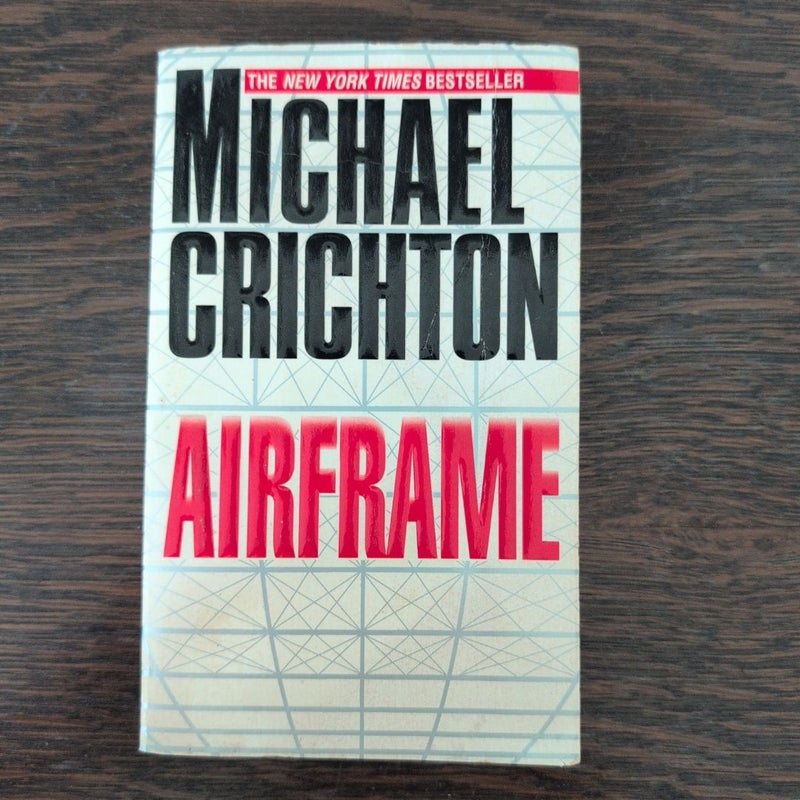 THE NEW YORK TIMES BESTSELLER
MICHAEL
CRICHTON
AIRFRAME